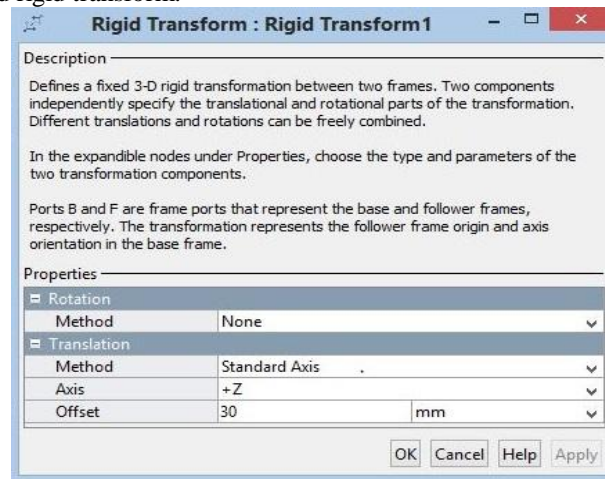 rigid transform.
Rigid Transform : Rigid Transform1
Description
Defines a fixed 3-D rigid transformation between two frames. Two components
independently specify the translational and rotational parts of the transformation.
Different translations and rotations can be freely combined.
In the expandible nodes under Properties, choose the type and parameters of the
two transformation components.
Ports B and F are frame ports that represent the base and follower frames,
respectively. The transformation represents the follower frame origin and axis
orientation in the base frame.
Properties
Rotation
Method None
Translation
Method Standard Axis .
Axis +Z
Offset 30 mm
OK Cancel Help Apply